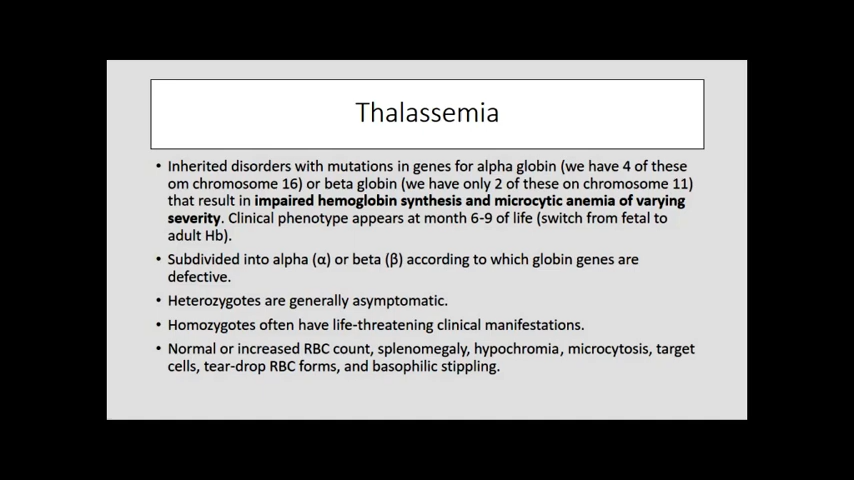 Thalassemia
• Inherited disorders with mutations in genes for alpha globin (we have 4 of these
om chromosome 16) or beta globin (we have only 2 of these on chromosome 11)
that result in impaired hemoglobin synthesis and microcytic anemia of varying
severity. Clinical phenotype appears at month 6-9 of life (switch from fetal to
adult Hb).
• Subdivided into alpha (α) or beta (β) according to which globin genes are
defective.
• Heterozygotes are generally asymptomatic.
• Homozygotes often have life-threatening clinical manifestations.
• Normal or increased RBC count, splenomegaly, hypochromia, microcytosis, target
cells, tear-drop RBC forms, and basophilic stippling.